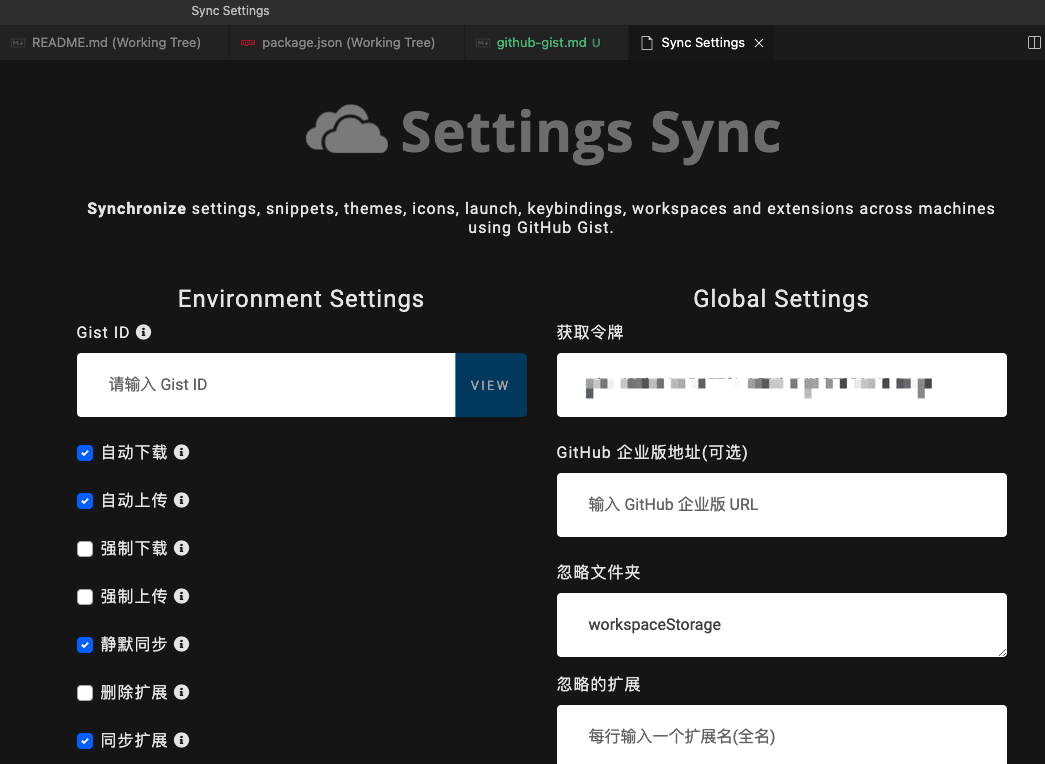 Sync Settings
README.md (Working Tree)
package.json (Working Tree)
github-gist.md U
Sync Settings
Settings Sync
Synchronize settings, snippets, themes, icons, launch, keybindings, workspaces and extensions across machines
using GitHub Gist.
Environment Settings
Gist ID
请输入 Gist ID
VIEW
自动下载
自动上传
强制下载
强制上传
静默同步
删除扩展
同步扩展
Global Settings
获取令牌
GitHub 企业版地址(可选)
输入 GitHub 企业版 URL
忽略文件夹
workspaceStorage
忽略的扩展
每行输入一个扩展名(全名)